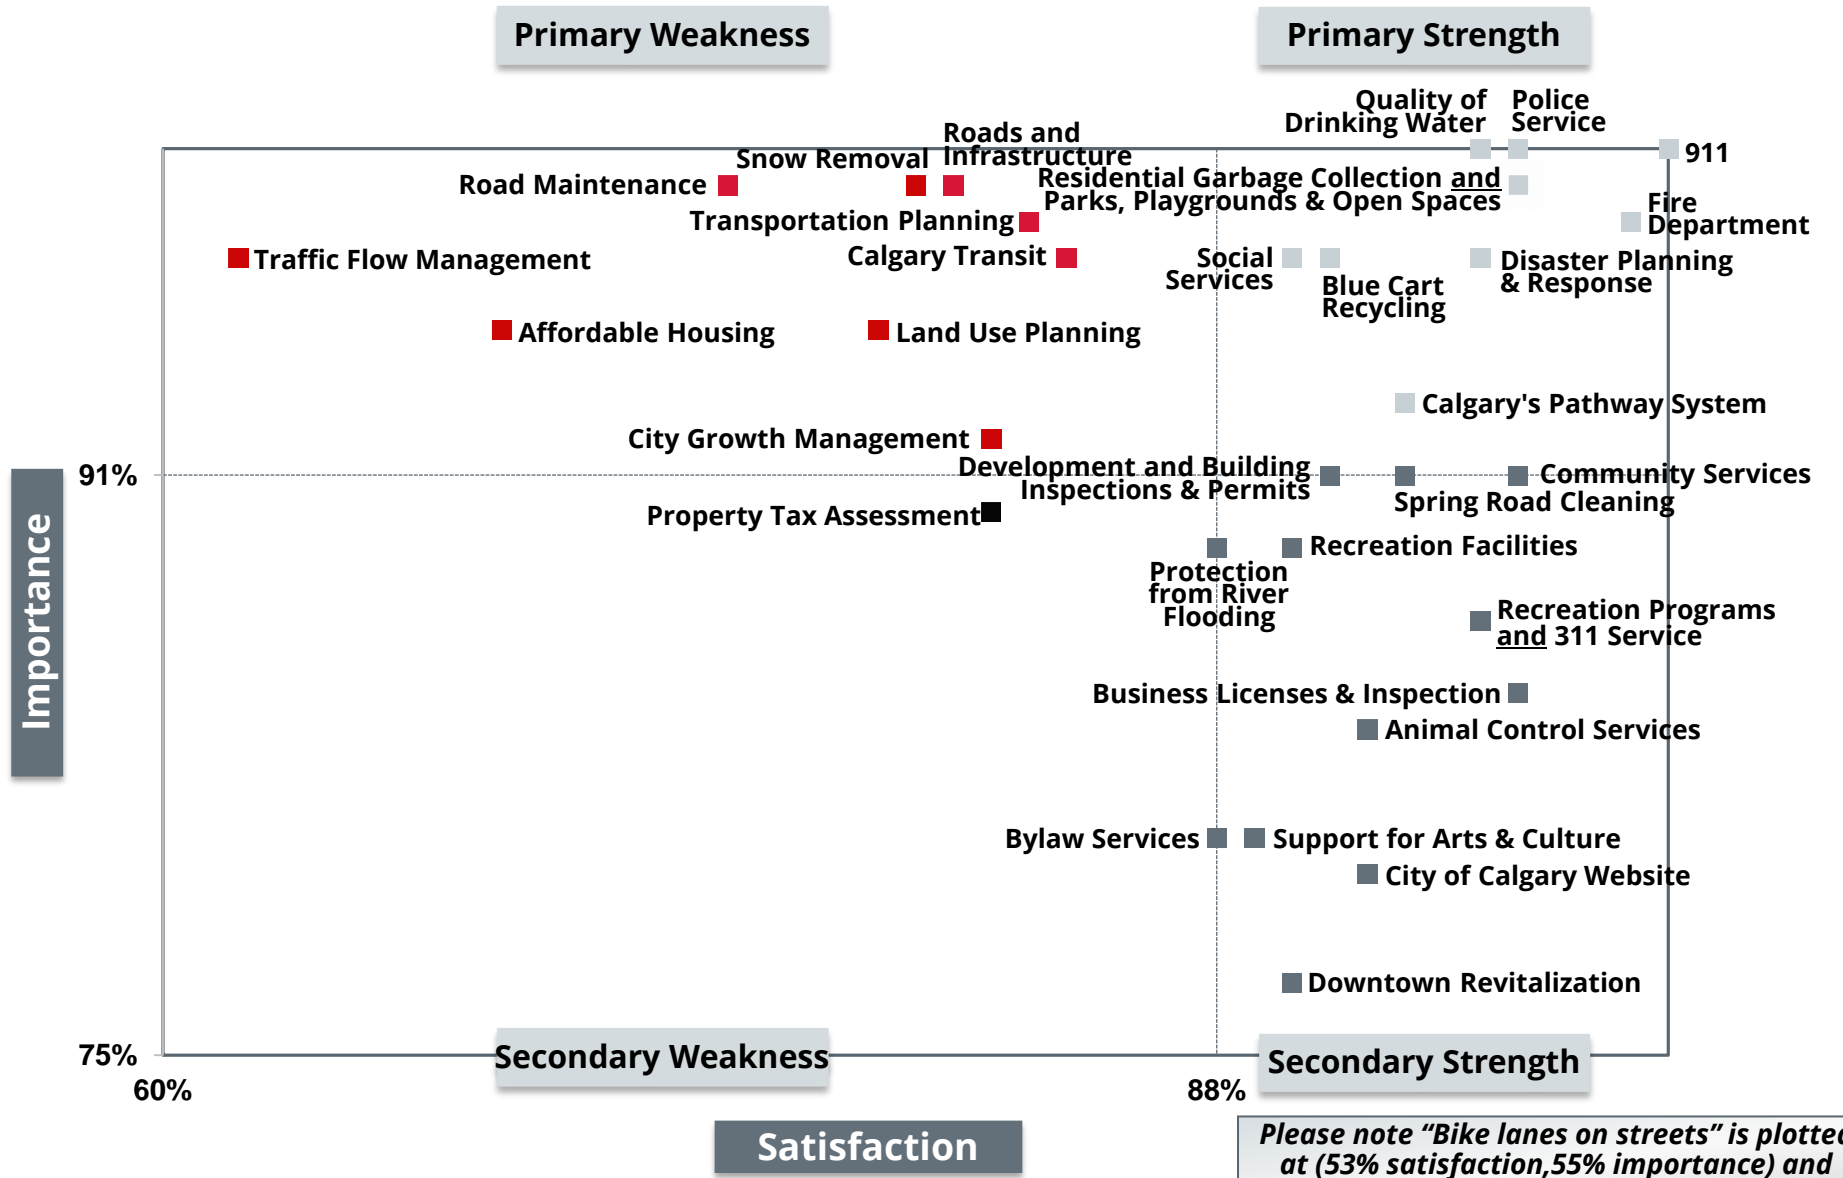 Primary Weakness
Primary Strength
Quality of
Drinking Water
Police
Service
911
Roads and
Infrastructure
Snow Removal
Road Maintenance
Residential Garbage Collection and
Parks, Playgrounds & Open Spaces
Fire
Department
Transportation Planning
Traffic Flow Management
Calgary Transit
Social
Services
Blue Cart
Recycling
Disaster Planning
& Response
Affordable Housing
Land Use Planning
Calgary's Pathway System
City Growth Management
91%
Development and Building
Inspections & Permits
Community Services
Spring Road Cleaning
Property Tax Assessment
Recreation Facilities
Protection
from River
Flooding
Importance
Recreation Programs
and 311 Service
Business Licenses & Inspection
Animal Control Services
Bylaw Services
Support for Arts & Culture
City of Calgary Website
Downtown Revitalization
75%
Secondary Weakness
Secondary Strength
60%
88%
Satisfaction
Please note “Bike lanes on streets” is plotted
at (53% satisfaction,55% importance) and